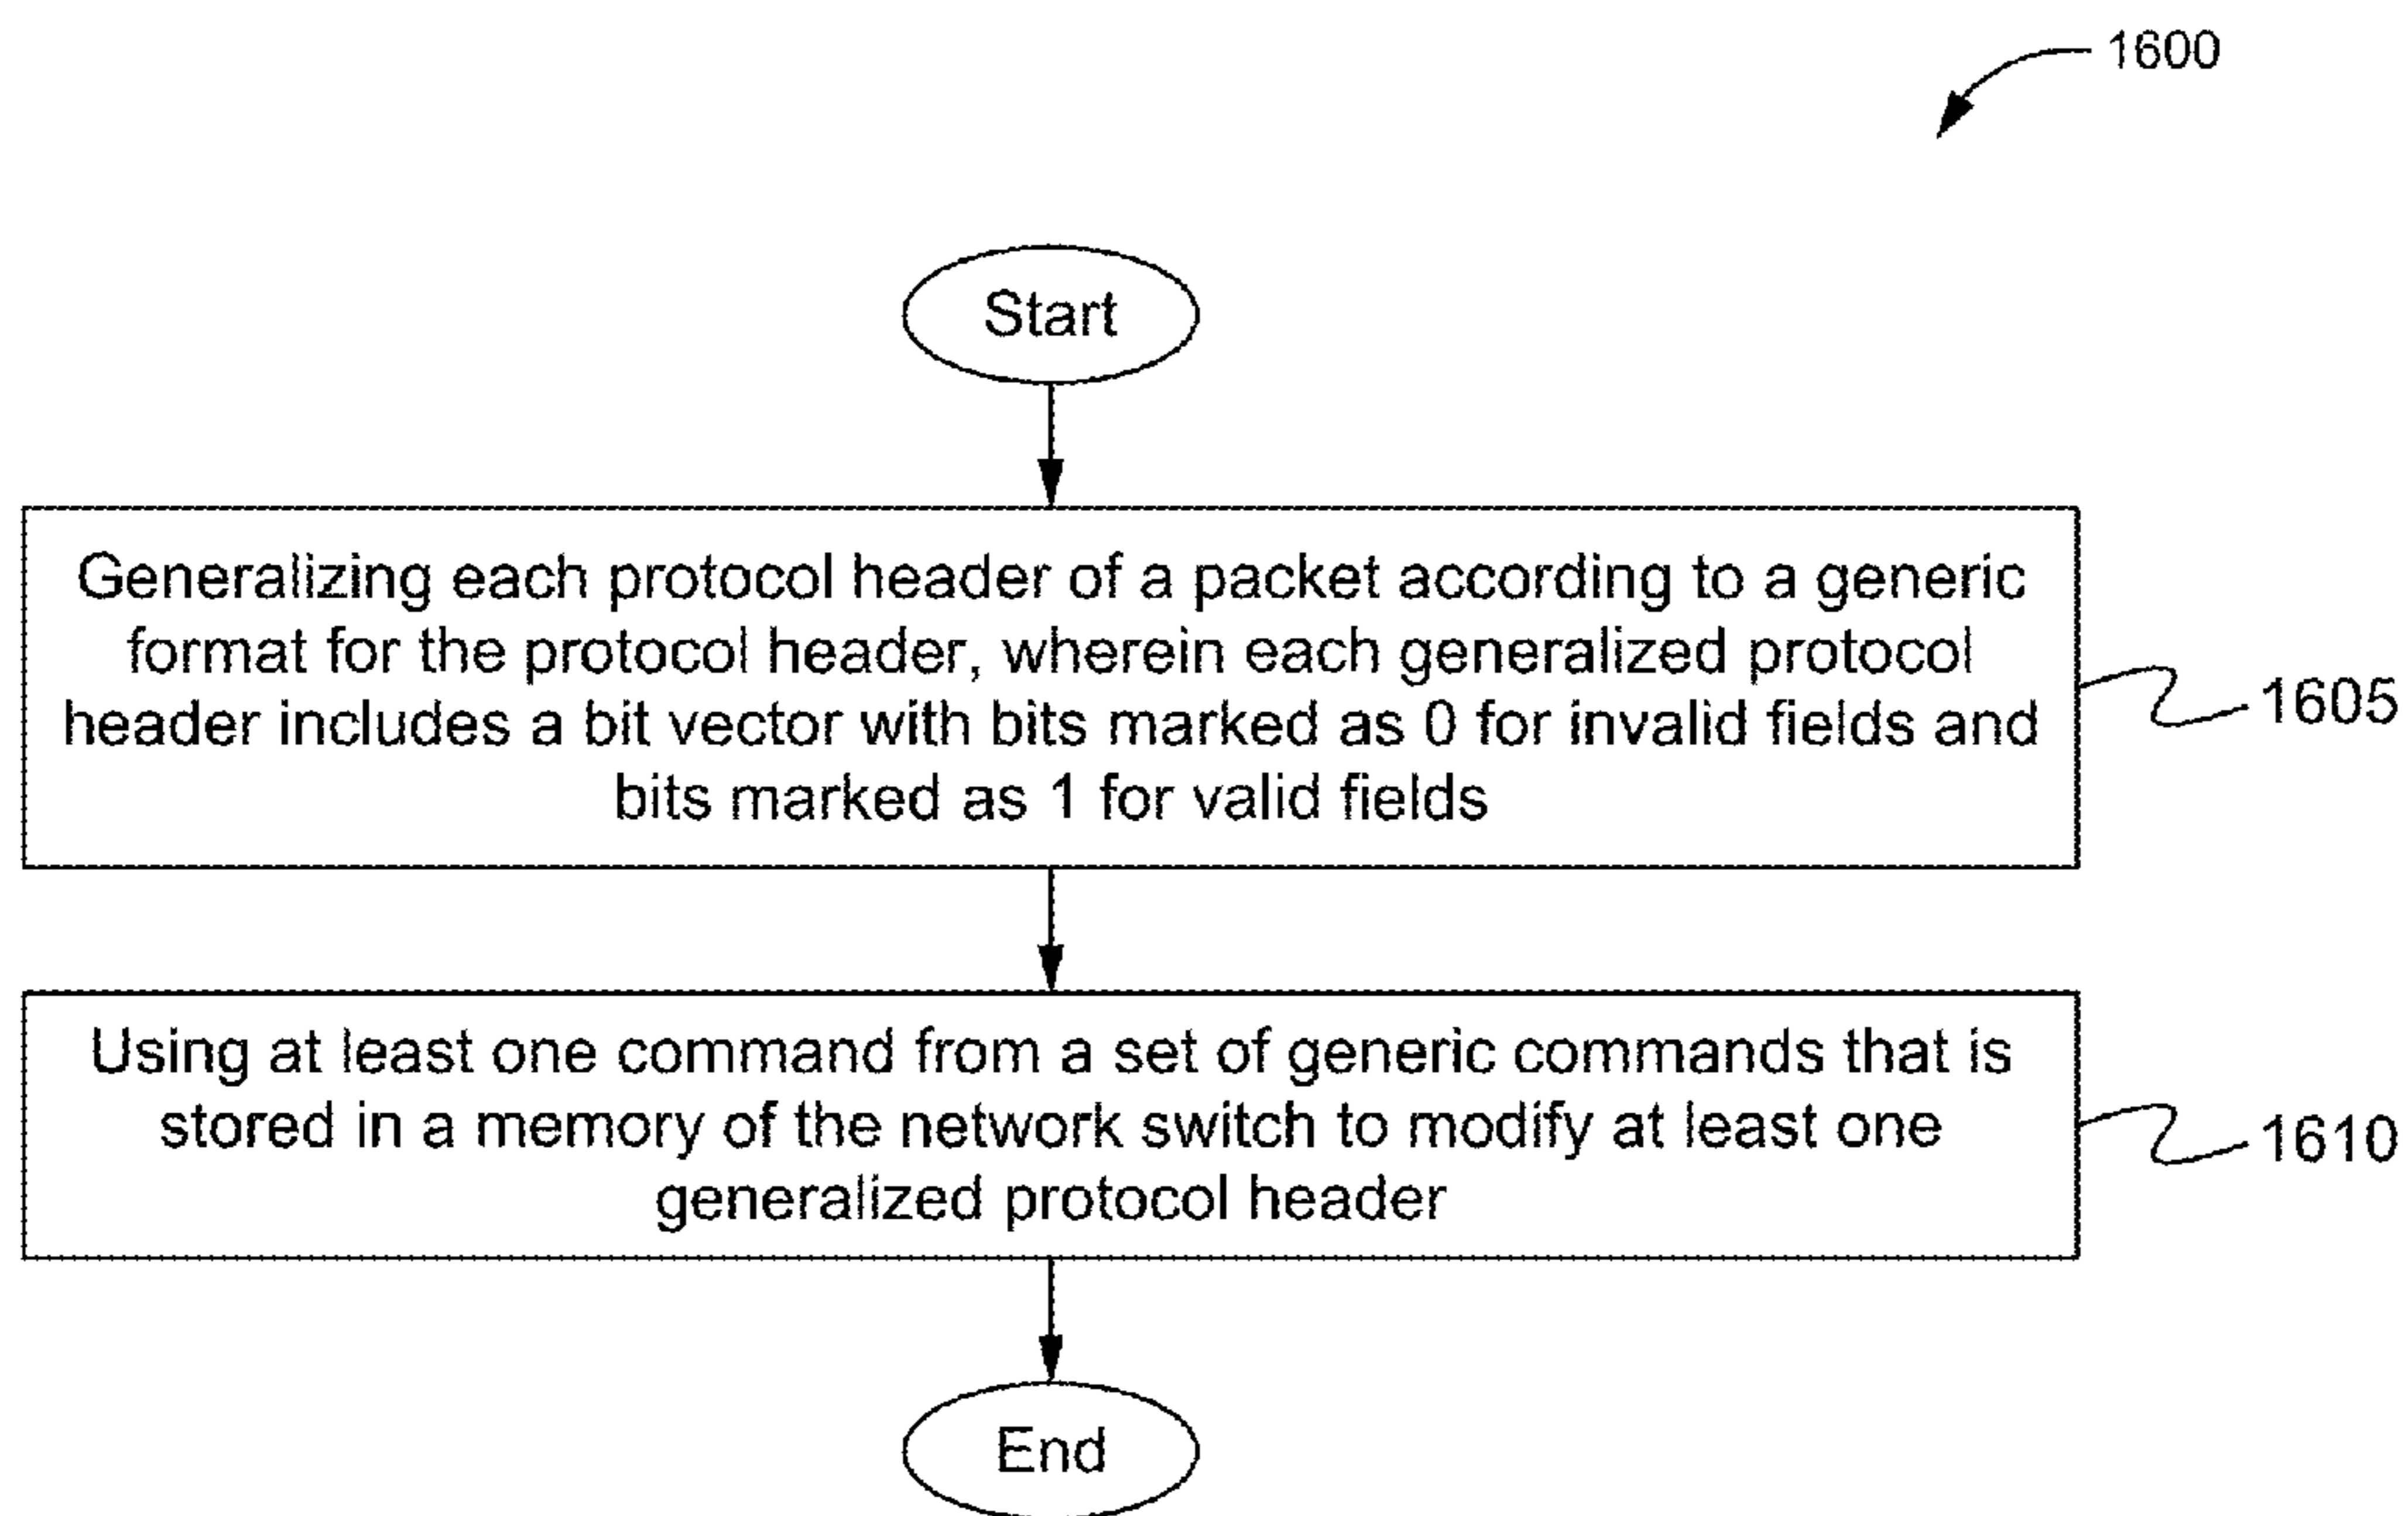 1600
Start
Generalizing each protocol header of a packet according to a generic
format for the protocol header, wherein each generalized protocol
header includes a bit vector with bits marked as 0 for invalid fields and
bits marked as 1 for valid fields
1605
Using at least one command from a set of generic commands that is
stored in a memory of the network switch to modify at least one
generalized protocol header
1610
End